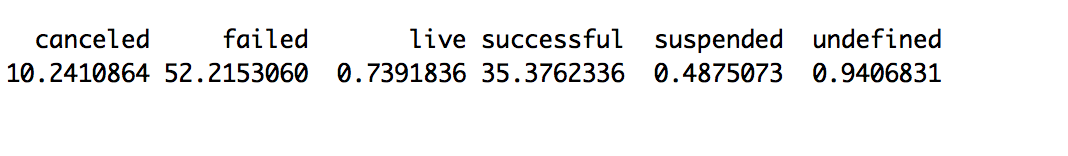 canceled failed live successful suspended undefined
10.2410864 52.2153060 0.7391836 35.3762336 0.4875073 0.9406831